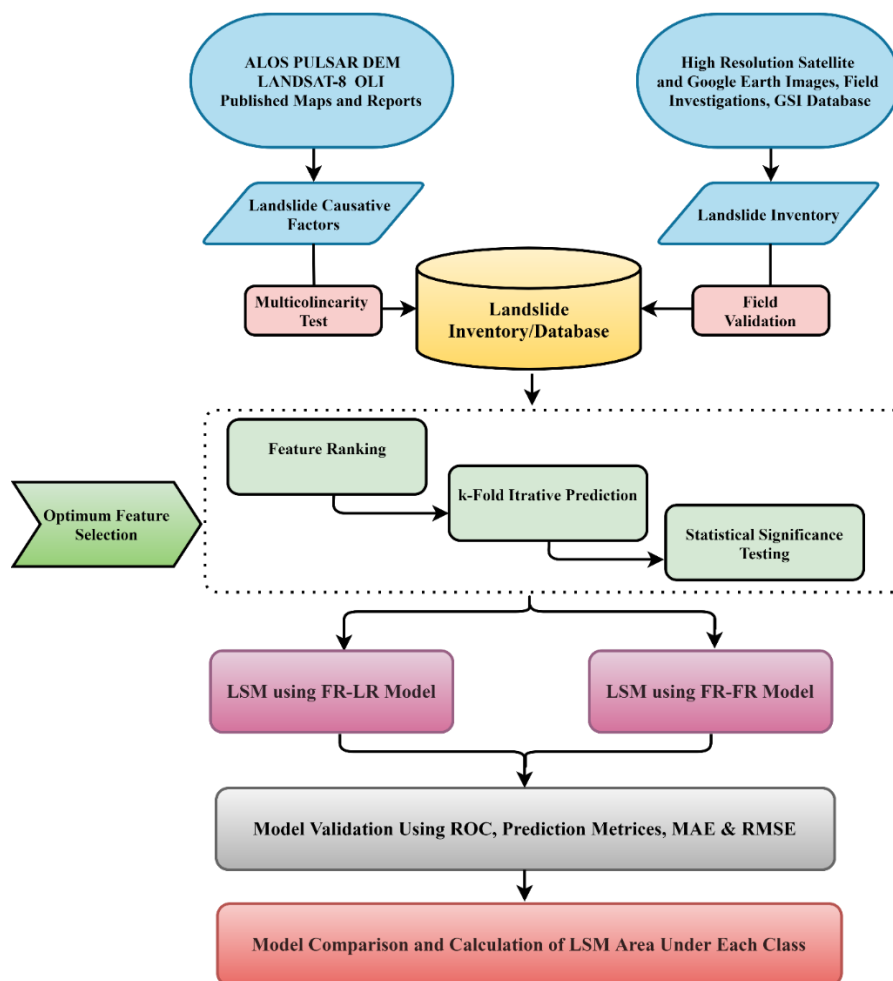 ALOS PULSAR DEM
LANDSAT-8 OLI
Published Maps and Reports
High Resolution Satellite
and Google Earth Images, Field
Investigations, GSI Database
Landslide Causative
Factors
Landslide Inventory
Multicolincarity
Test
Landslide
Inventory/Database
Field
Validation
Feature Ranking
k-Fold Itrative Prediction
Optimum Feature
Selection
Statistical Significance
Testing
LSM using FR-LR Model
LSM using FR-FR Model
Model Validation Using ROC, Prediction Metrices, MAE & RMSE
Model Comparison and Calculation of LSM Area Under Each Class